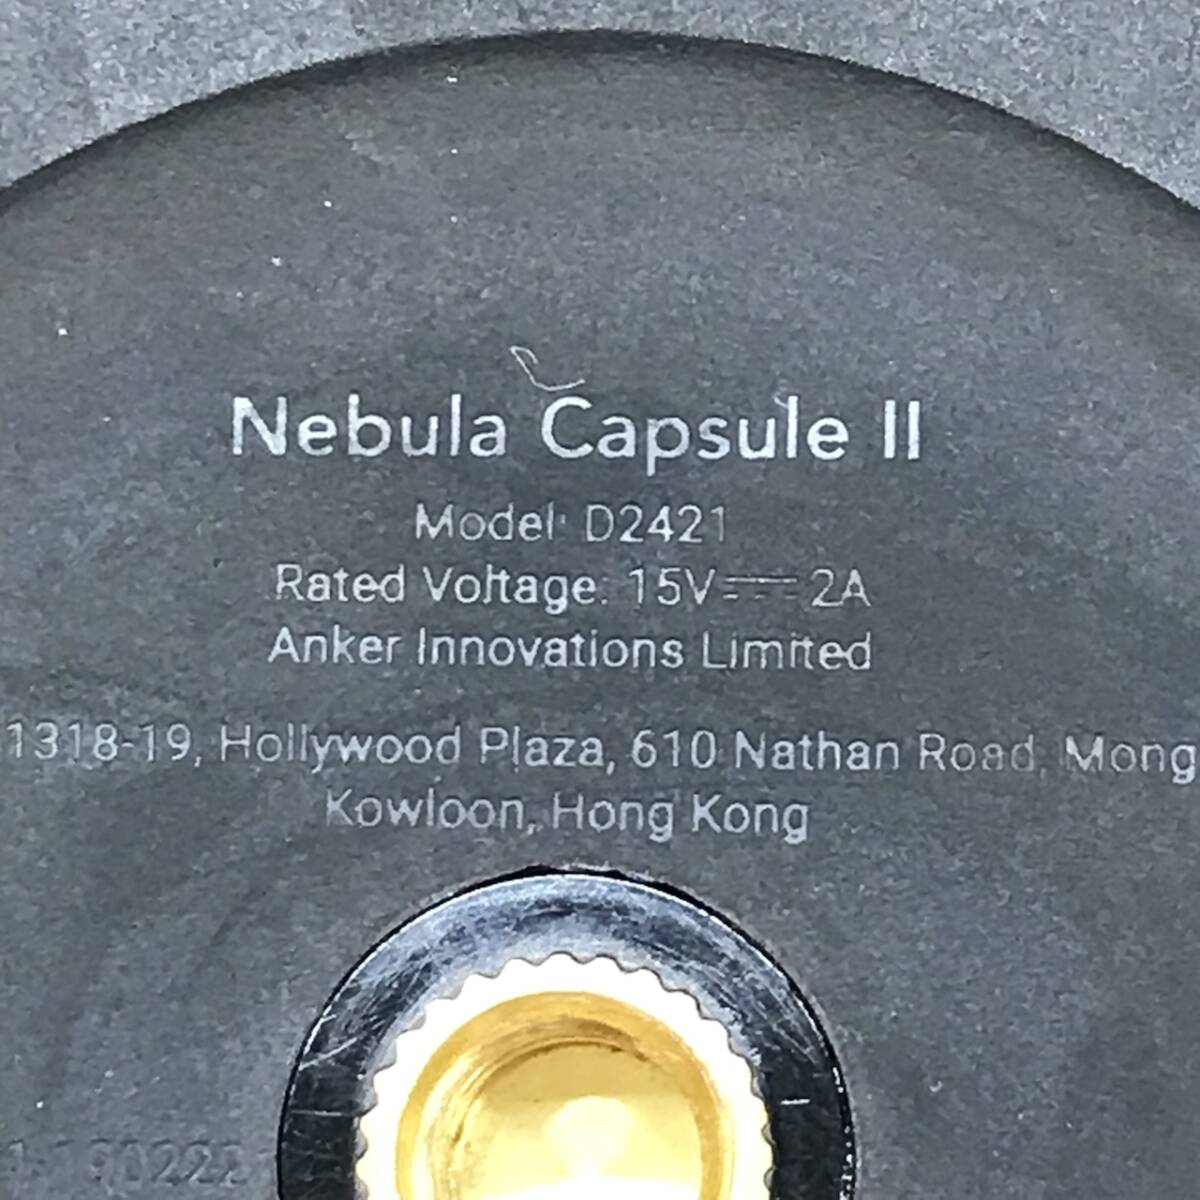 Nebula Capsule II
Model: D2421
Rated Voltage: 15V⎓2A
Anker Innovations Limited
1318-19, Hollywood Plaza, 610 Nathan Road, Mong
Kowloon, Hong Kong